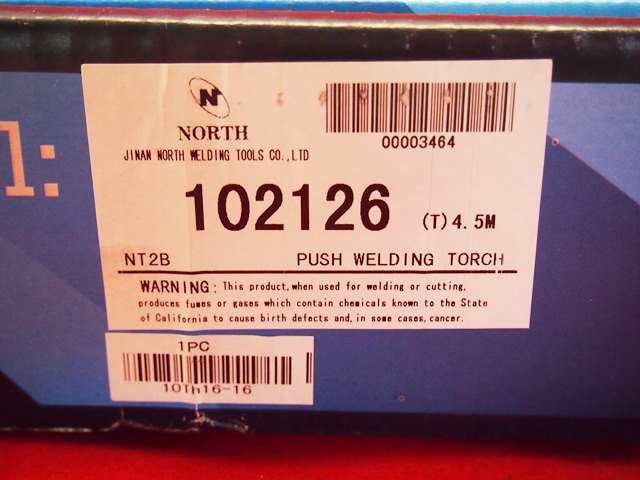 1:
N
NORTH
00003464
JINAN NORTH WELDING TOOLS CO.,LTD
102126 (T) 4.5M
NT2B PUSH WELDING TORCH
WARNING: This product, when used for welding or cutting,
produces fumes or gases which contain chemicals known to the State
of California to cause birth defects and, in some cases, cancer.
1PC
10Th16-16